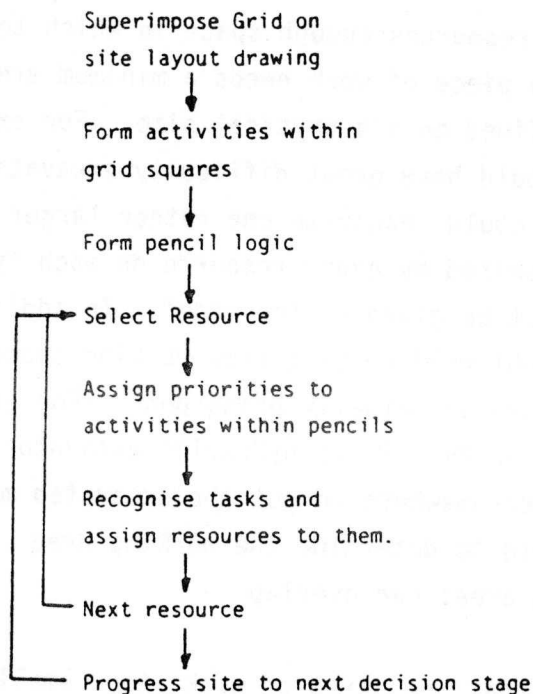 Superimpose Grid on
site layout drawing
Form activities within
grid squares
Form pencil logic
Select Resource
Assign priorities to
activities within pencils
Recognise tasks and
assign resources to them.
Next resource
Progress site to next decision stage